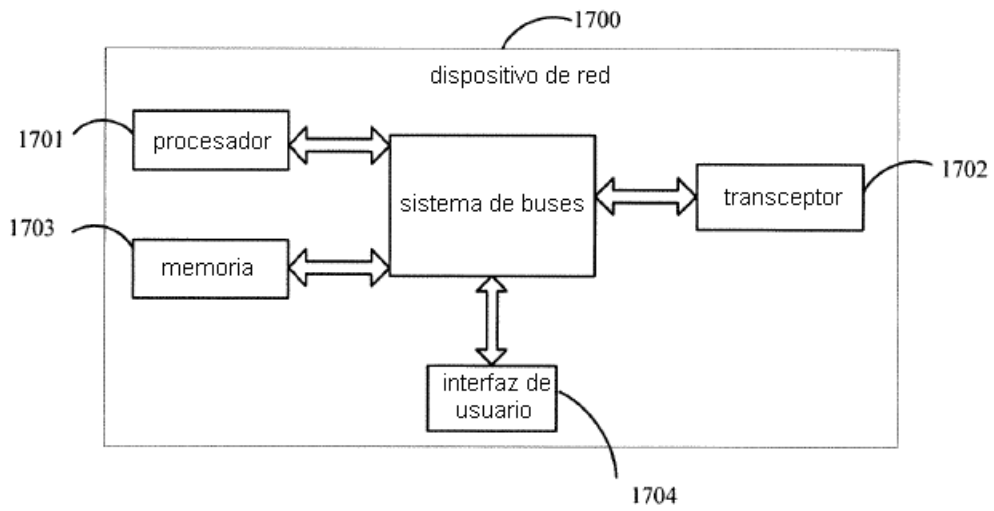 1700
dispositivo de red
1701
procesador
sistema de buses
transceptor
1702
1703
memoria
interfaz de
usuario
1704